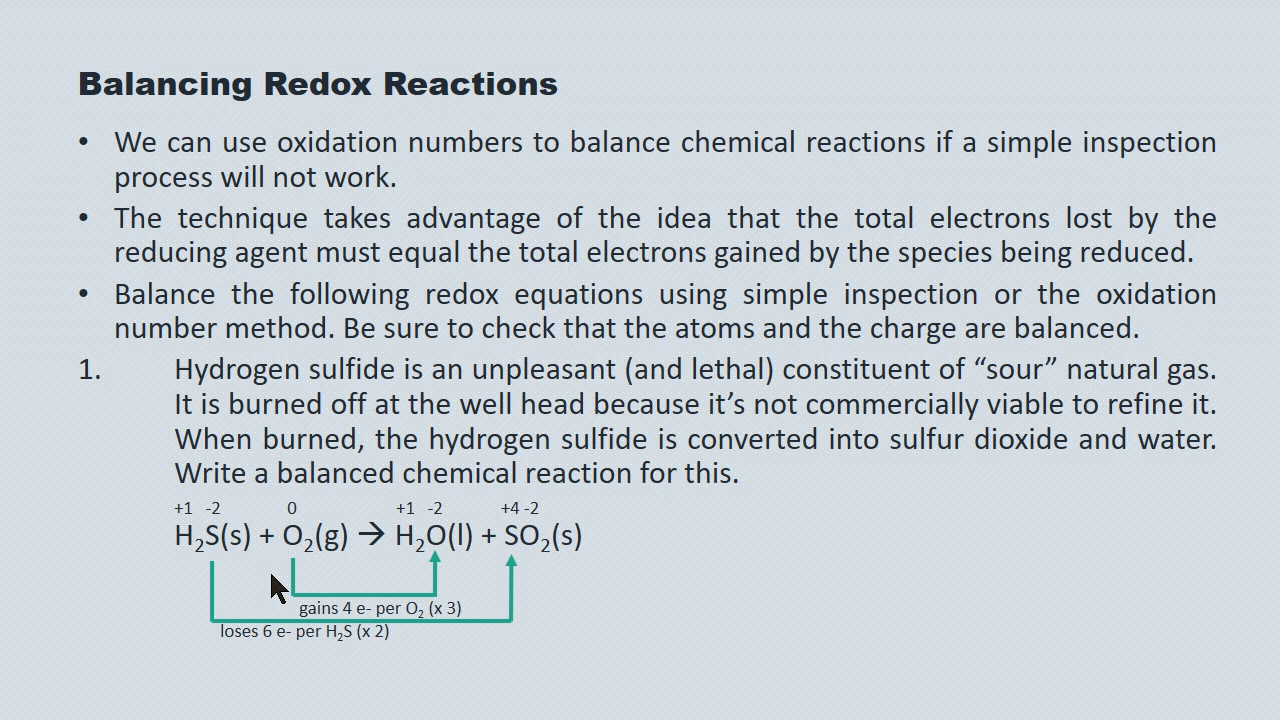 Balancing Redox Reactions
• We can use oxidation numbers to balance chemical reactions if a simple inspection
process will not work.
• The technique takes advantage of the idea that the total electrons lost by the
reducing agent must equal the total electrons gained by the species being reduced.
• Balance the following redox equations using simple inspection or the oxidation
number method. Be sure to check that the atoms and the charge are balanced.
1. Hydrogen sulfide is an unpleasant (and lethal) constituent of “sour” natural gas.
It is burned off at the well head because it’s not commercially viable to refine it.
When burned, the hydrogen sulfide is converted into sulfur dioxide and water.
Write a balanced chemical reaction for this.
+1 -2 0 +1 -2 +4 -2
H₂S(s) + O₂(g) → H₂O(l) + SO₂(s)
gains 4 e- per O₂ (x 3)
loses 6 e- per H₂S (x 2)